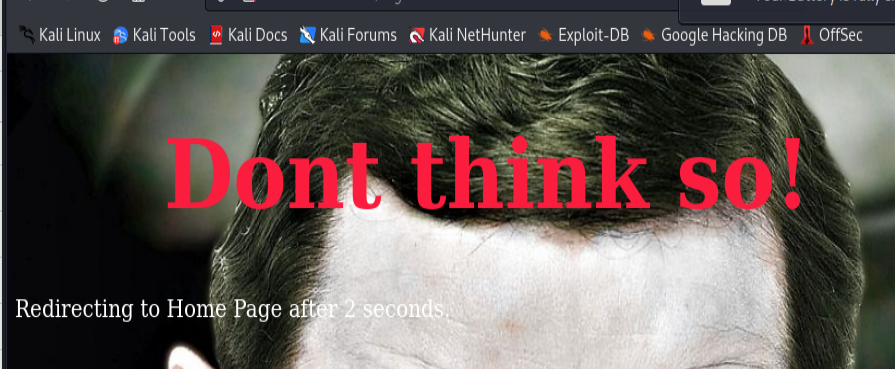 Kali Linux Kali Tools Kali Docs Kali Forums Kali NetHunter Exploit-DB Google Hacking DB OffSec
Dont think so!
Redirecting to Home Page after 2 seconds.